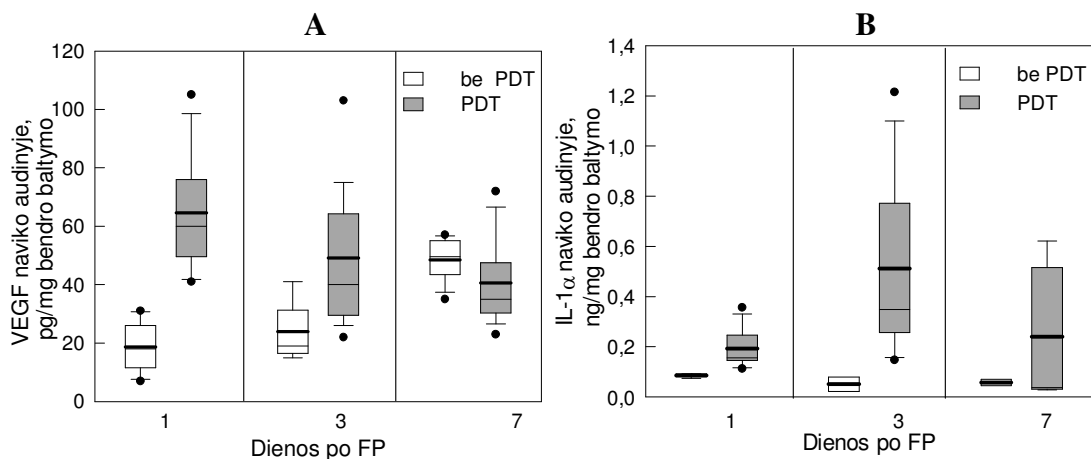 A
120
100
80
60
40
20
0
VEGF naviko audinyje,
pg/mg bendro baltymo
be PDT
PDT
1
3
7
Dienos po FP
B
1,4
1,2
1,0
0,8
0,6
0,4
0,2
0,0
IL-1α naviko audinyje,
ng/mg bendro baltymo
be PDT
PDT
1
3
7
Dienos po FP